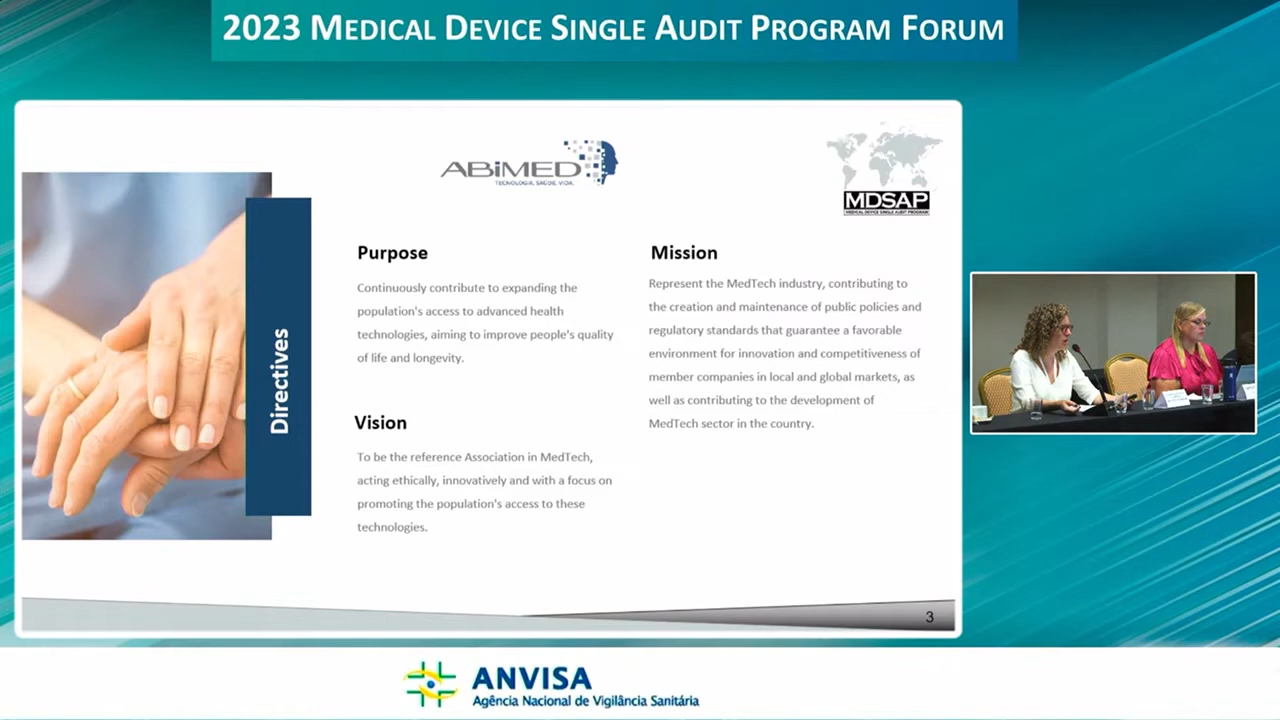 2023 MEDICAL DEVICE SINGLE AUDIT PROGRAM FORUM
ABiMED
TECNOLOGIA. SAÚDE. VIDA.
MDSAP
MEDICAL DEVICE SINGLE AUDIT PROGRAM
Directives
Purpose
Continuously contribute to expanding the
population's access to advanced health
technologies, aiming to improve people's quality
of life and longevity.
Vision
To be the reference Association in MedTech,
acting ethically, innovatively and with a focus on
promoting the population's access to these
technologies.
Mission
Represent the MedTech industry, contributing to
the creation and maintenance of public policies and
regulatory standards that guarantee a favorable
environment for innovation and competitiveness of
member companies in local and global markets, as
well as contributing to the development of
MedTech sector in the country.
3
ANVISA
Agência Nacional de Vigilância Sanitária